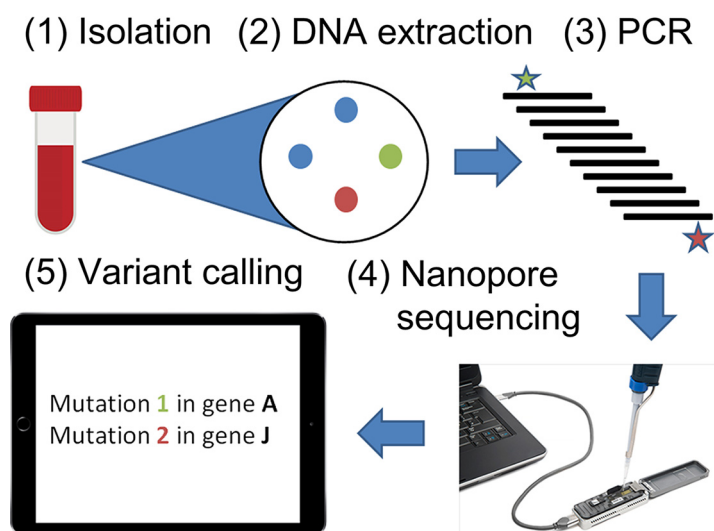 (1) Isolation
(2) DNA extraction
(3) PCR
(4) Nanopore
sequencing
(5) Variant calling
Mutation 1 in gene A
Mutation 2 in gene J